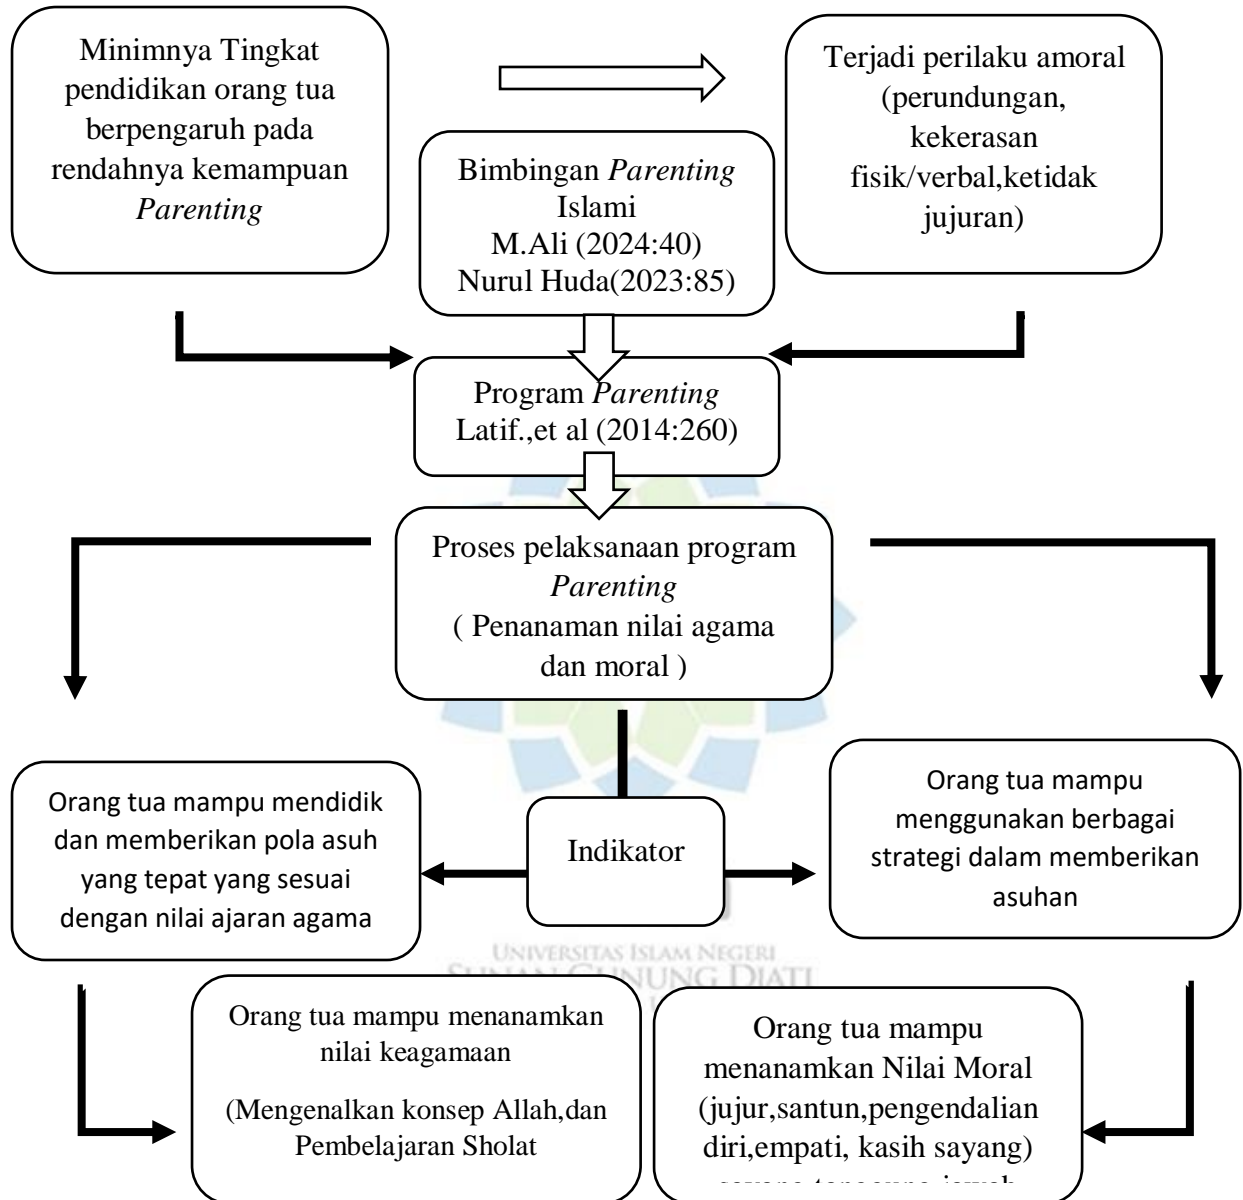 Minimnya Tingkat
pendidikan orang tua
berpengaruh pada
rendahnya kemampuan
Parenting
Terjadi perilaku amoral
(perundungan,
kekerasan
fisik/verbal,ketidak
jujuran)
Bimbingan Parenting
Islami
M.Ali (2024:40)
Nurul Huda(2023:85)
Program Parenting
Latif.,et al (2014:260)
Proses pelaksanaan program
Parenting
( Penanaman nilai agama
dan moral )
Orang tua mampu mendidik
dan memberikan pola asuh
yang tepat yang sesuai
dengan nilai ajaran agama
Indikator
Orang tua mampu
menggunakan berbagai
strategi dalam memberikan
asuhan
UNIVERSITAS ISLAM NEGERI
SUNAN GUNUNG DJATI
Orang tua mampu menanamkan
nilai keagamaan
(Mengenalkan konsep Allah,dan
Pembelajaran Sholat
Orang tua mampu
menanamkan Nilai Moral
(jujur,santun,pengendalian
diri,empati, kasih sayang)